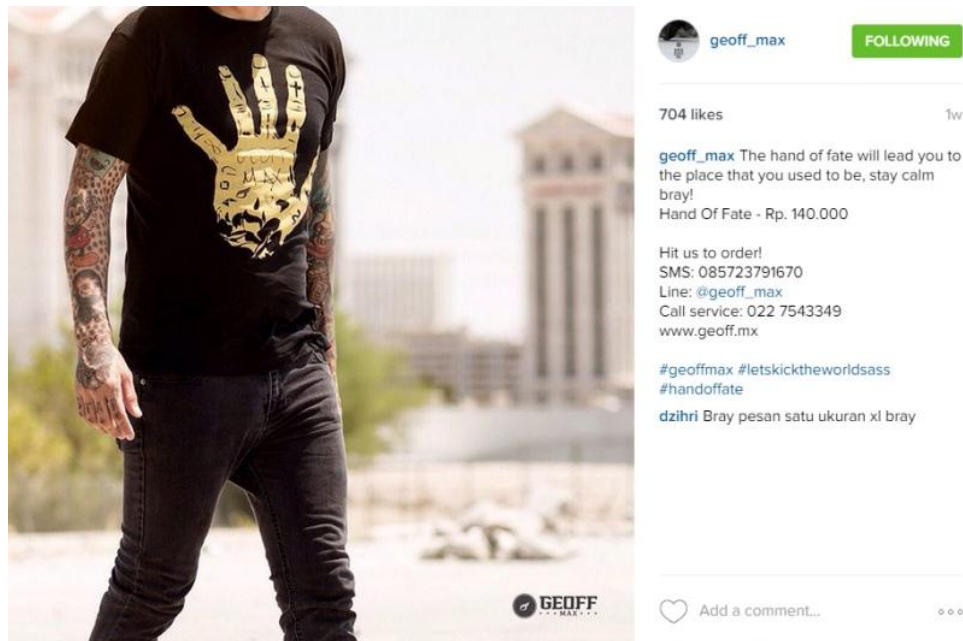 GEOFF
MAX
GEOFF
MAX
geoff_max
FOLLOWING
704 likes
1w
geoff_max The hand of fate will lead you to
the place that you used to be, stay calm
bray!
Hand Of Fate - Rp. 140.000
Hit us to order!
SMS: 085723791670
Line: @geoff_max
Call service: 022 7543349
www.geoff.mx
#geoffmax #letskicktheworldsass
#handoffate
dzihri Bray pesan satu ukuran xl bray
Add a comment...